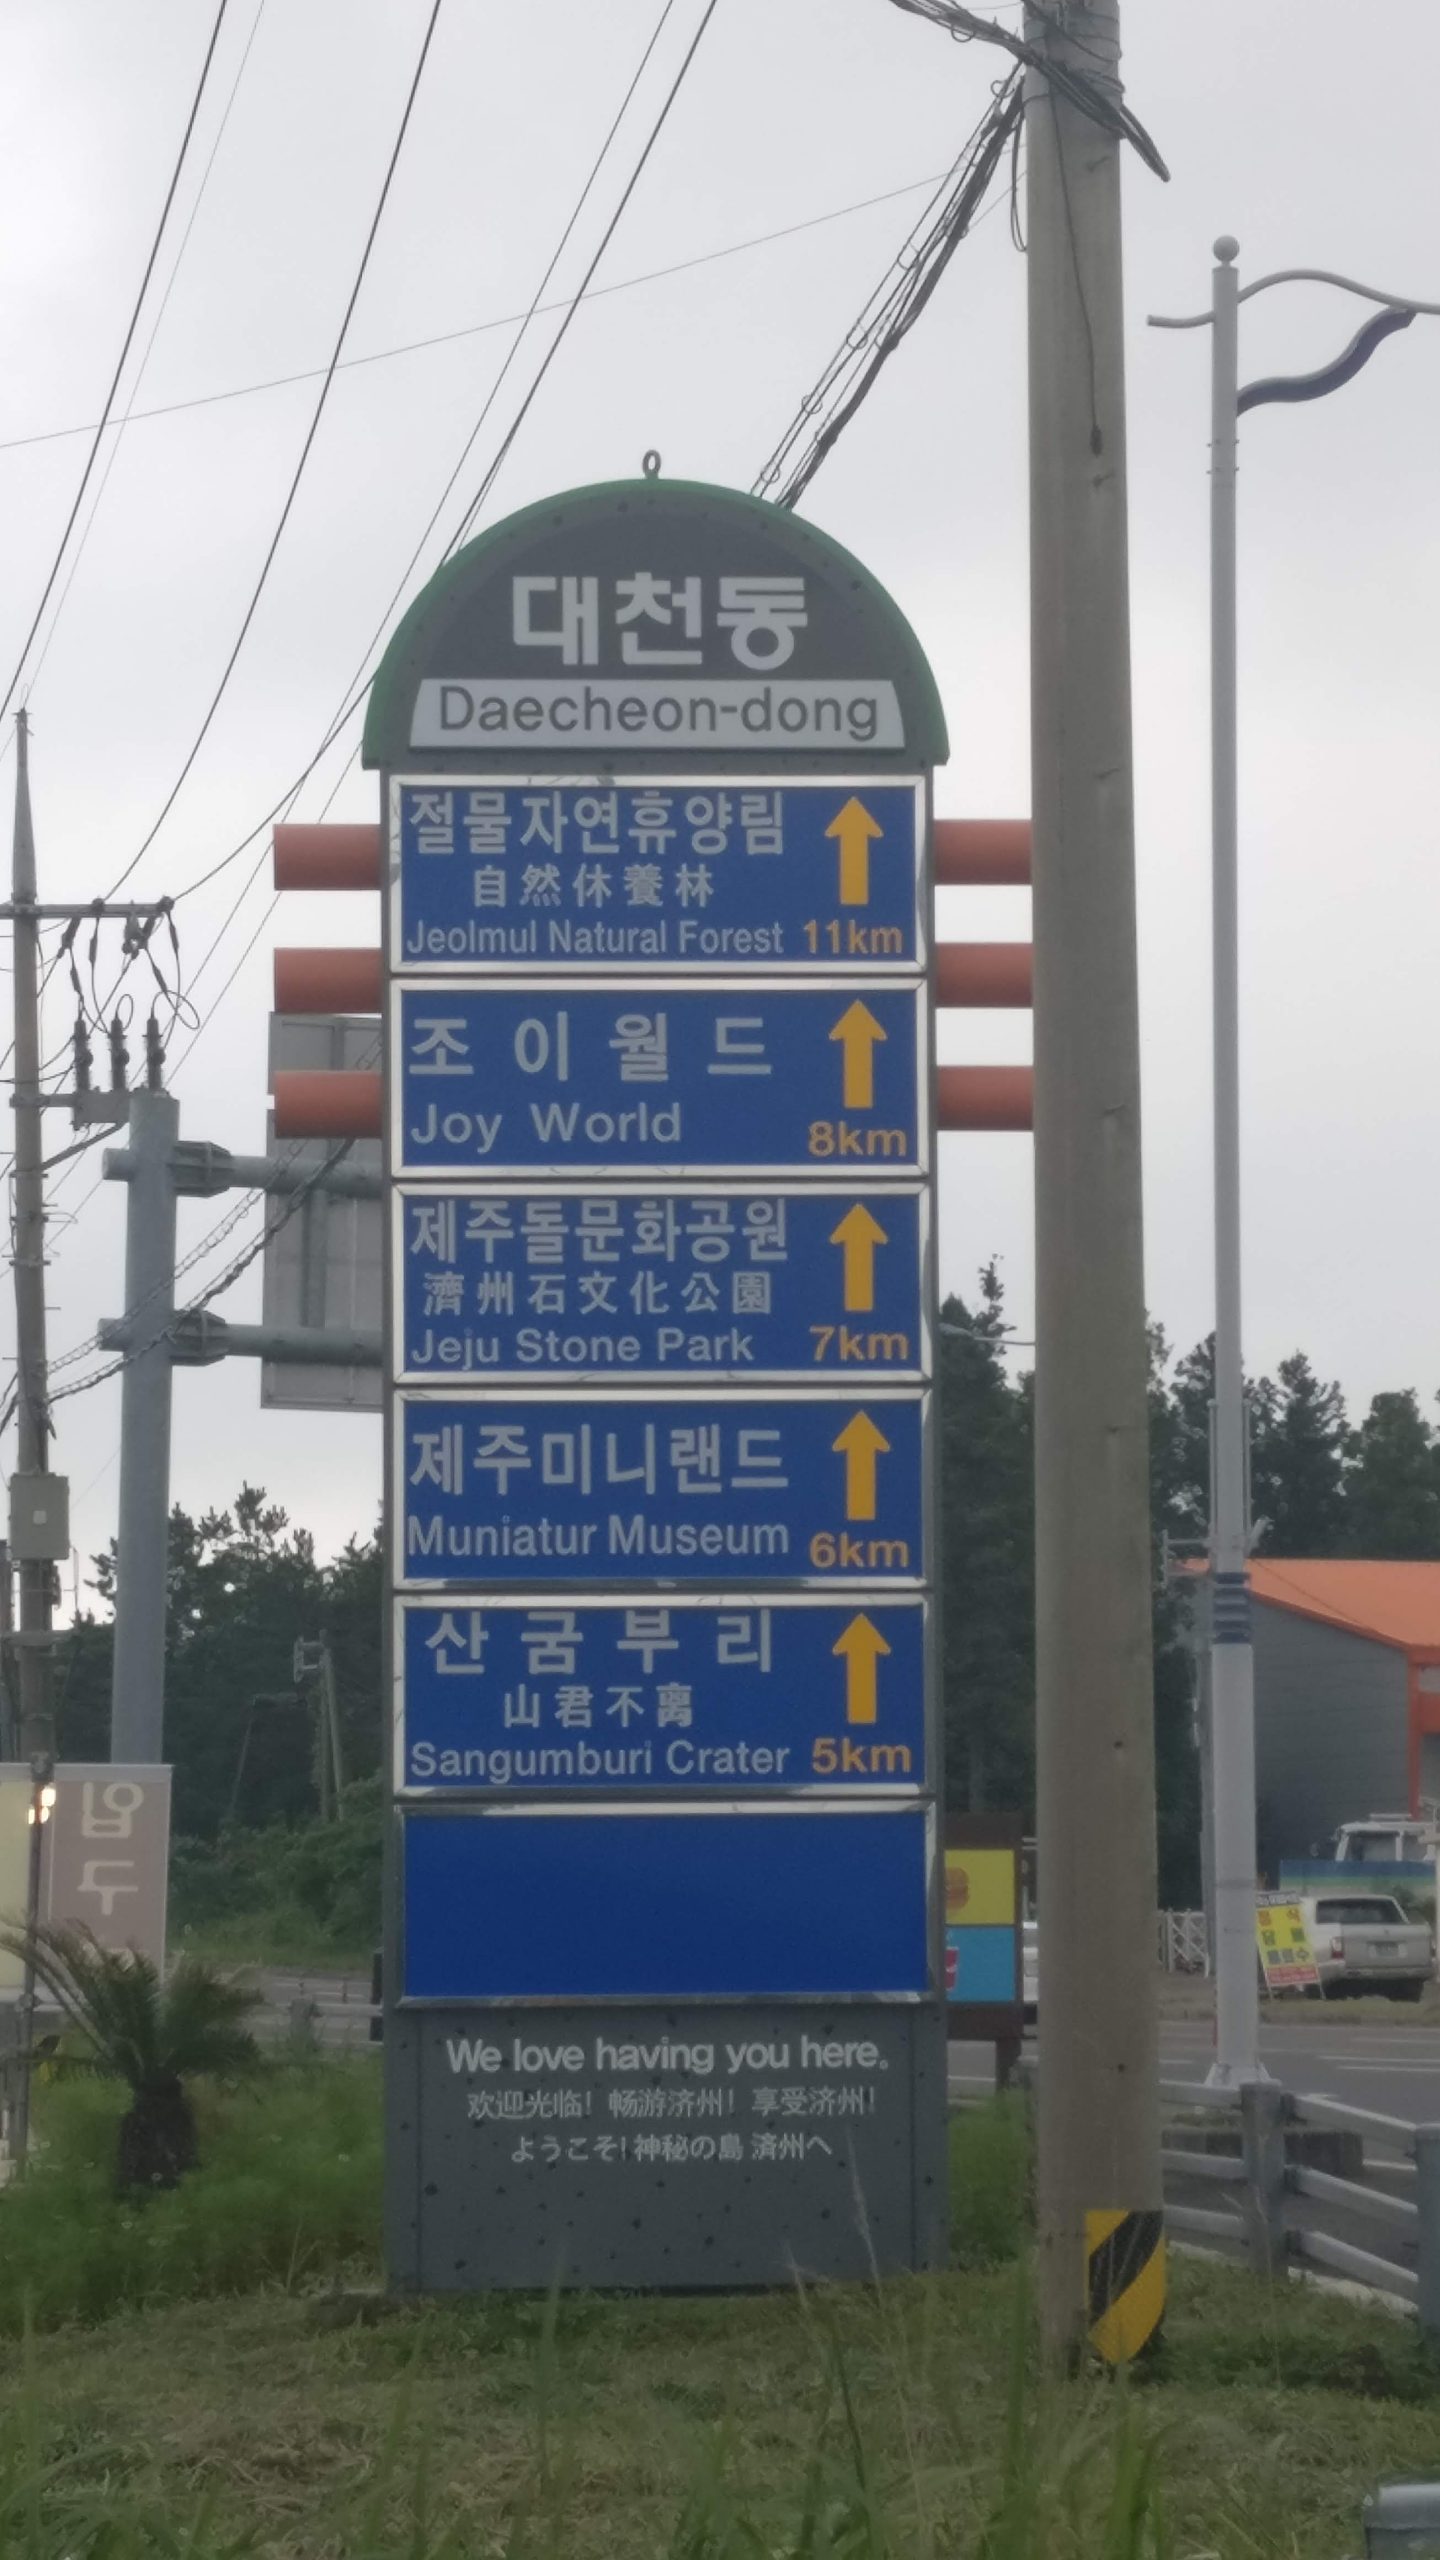 대천동
Daecheon-dong
절물자연휴양림
自然休養林
Jeolmul Natural Forest 11km
조이월드
Joy World 8km
제주돌문화공원
濟州石文化公園
Jeju Stone Park 7km
제주미니랜드
Muniatur Museum 6km
산굼부리
山君不离
Sangumburi Crater 5km
We love having you here.
欢迎光临! 畅游济州! 享受济州!
ようこそ! 神秘の島 済州へ
입구